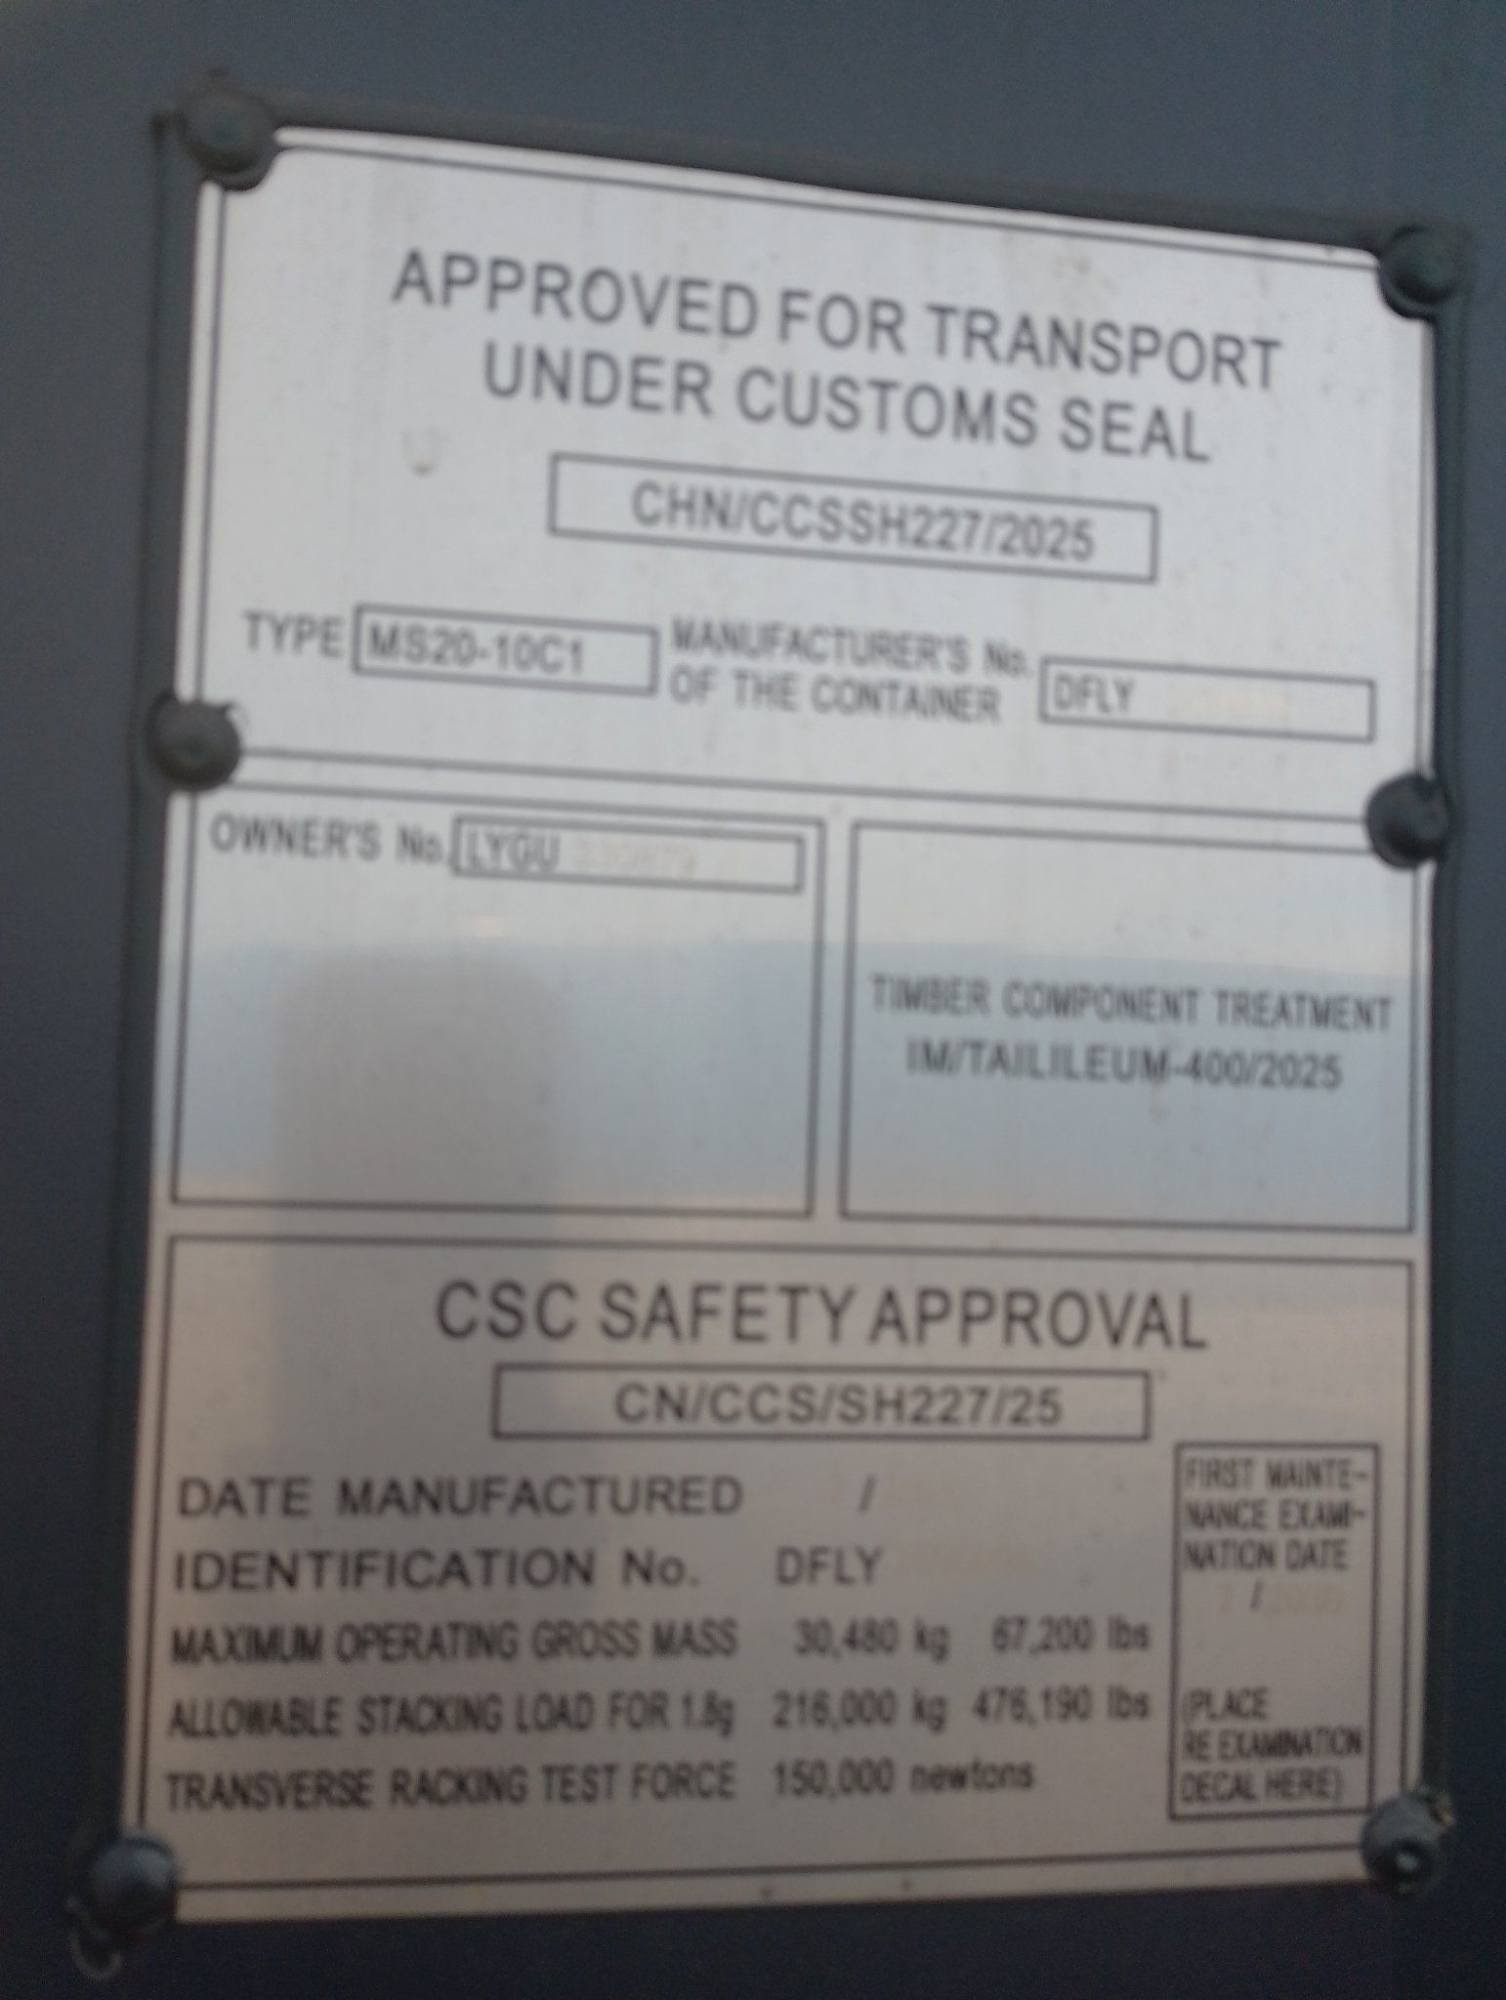 APPROVED FOR TRANSPORT
UNDER CUSTOMS SEAL
CHN/CCSSH227/2025
TYPE MS20-10C1
MANUFACTURER'S No.
OF THE CONTAINER
DFLY
OWNER'S No. LYGU
TIMBER COMPONENT TREATMENT
IM/TAILILEUM-400/2025
CSC SAFETY APPROVAL
CN/CCS/SH227/25
DATE MANUFACTURED /
IDENTIFICATION No. DFLY
MAXIMUM OPERATING GROSS MASS 30,480 kg 67,200 lbs
ALLOWABLE STACKING LOAD FOR 1.8g 216,000 kg 476,190 lbs
TRANSVERSE RACKING TEST FORCE 150,000 newtons
FIRST MAINTE-
NANCE EXAMI-
NATION DATE
/
(PLACE
RE EXAMINATION
DECAL HERE)